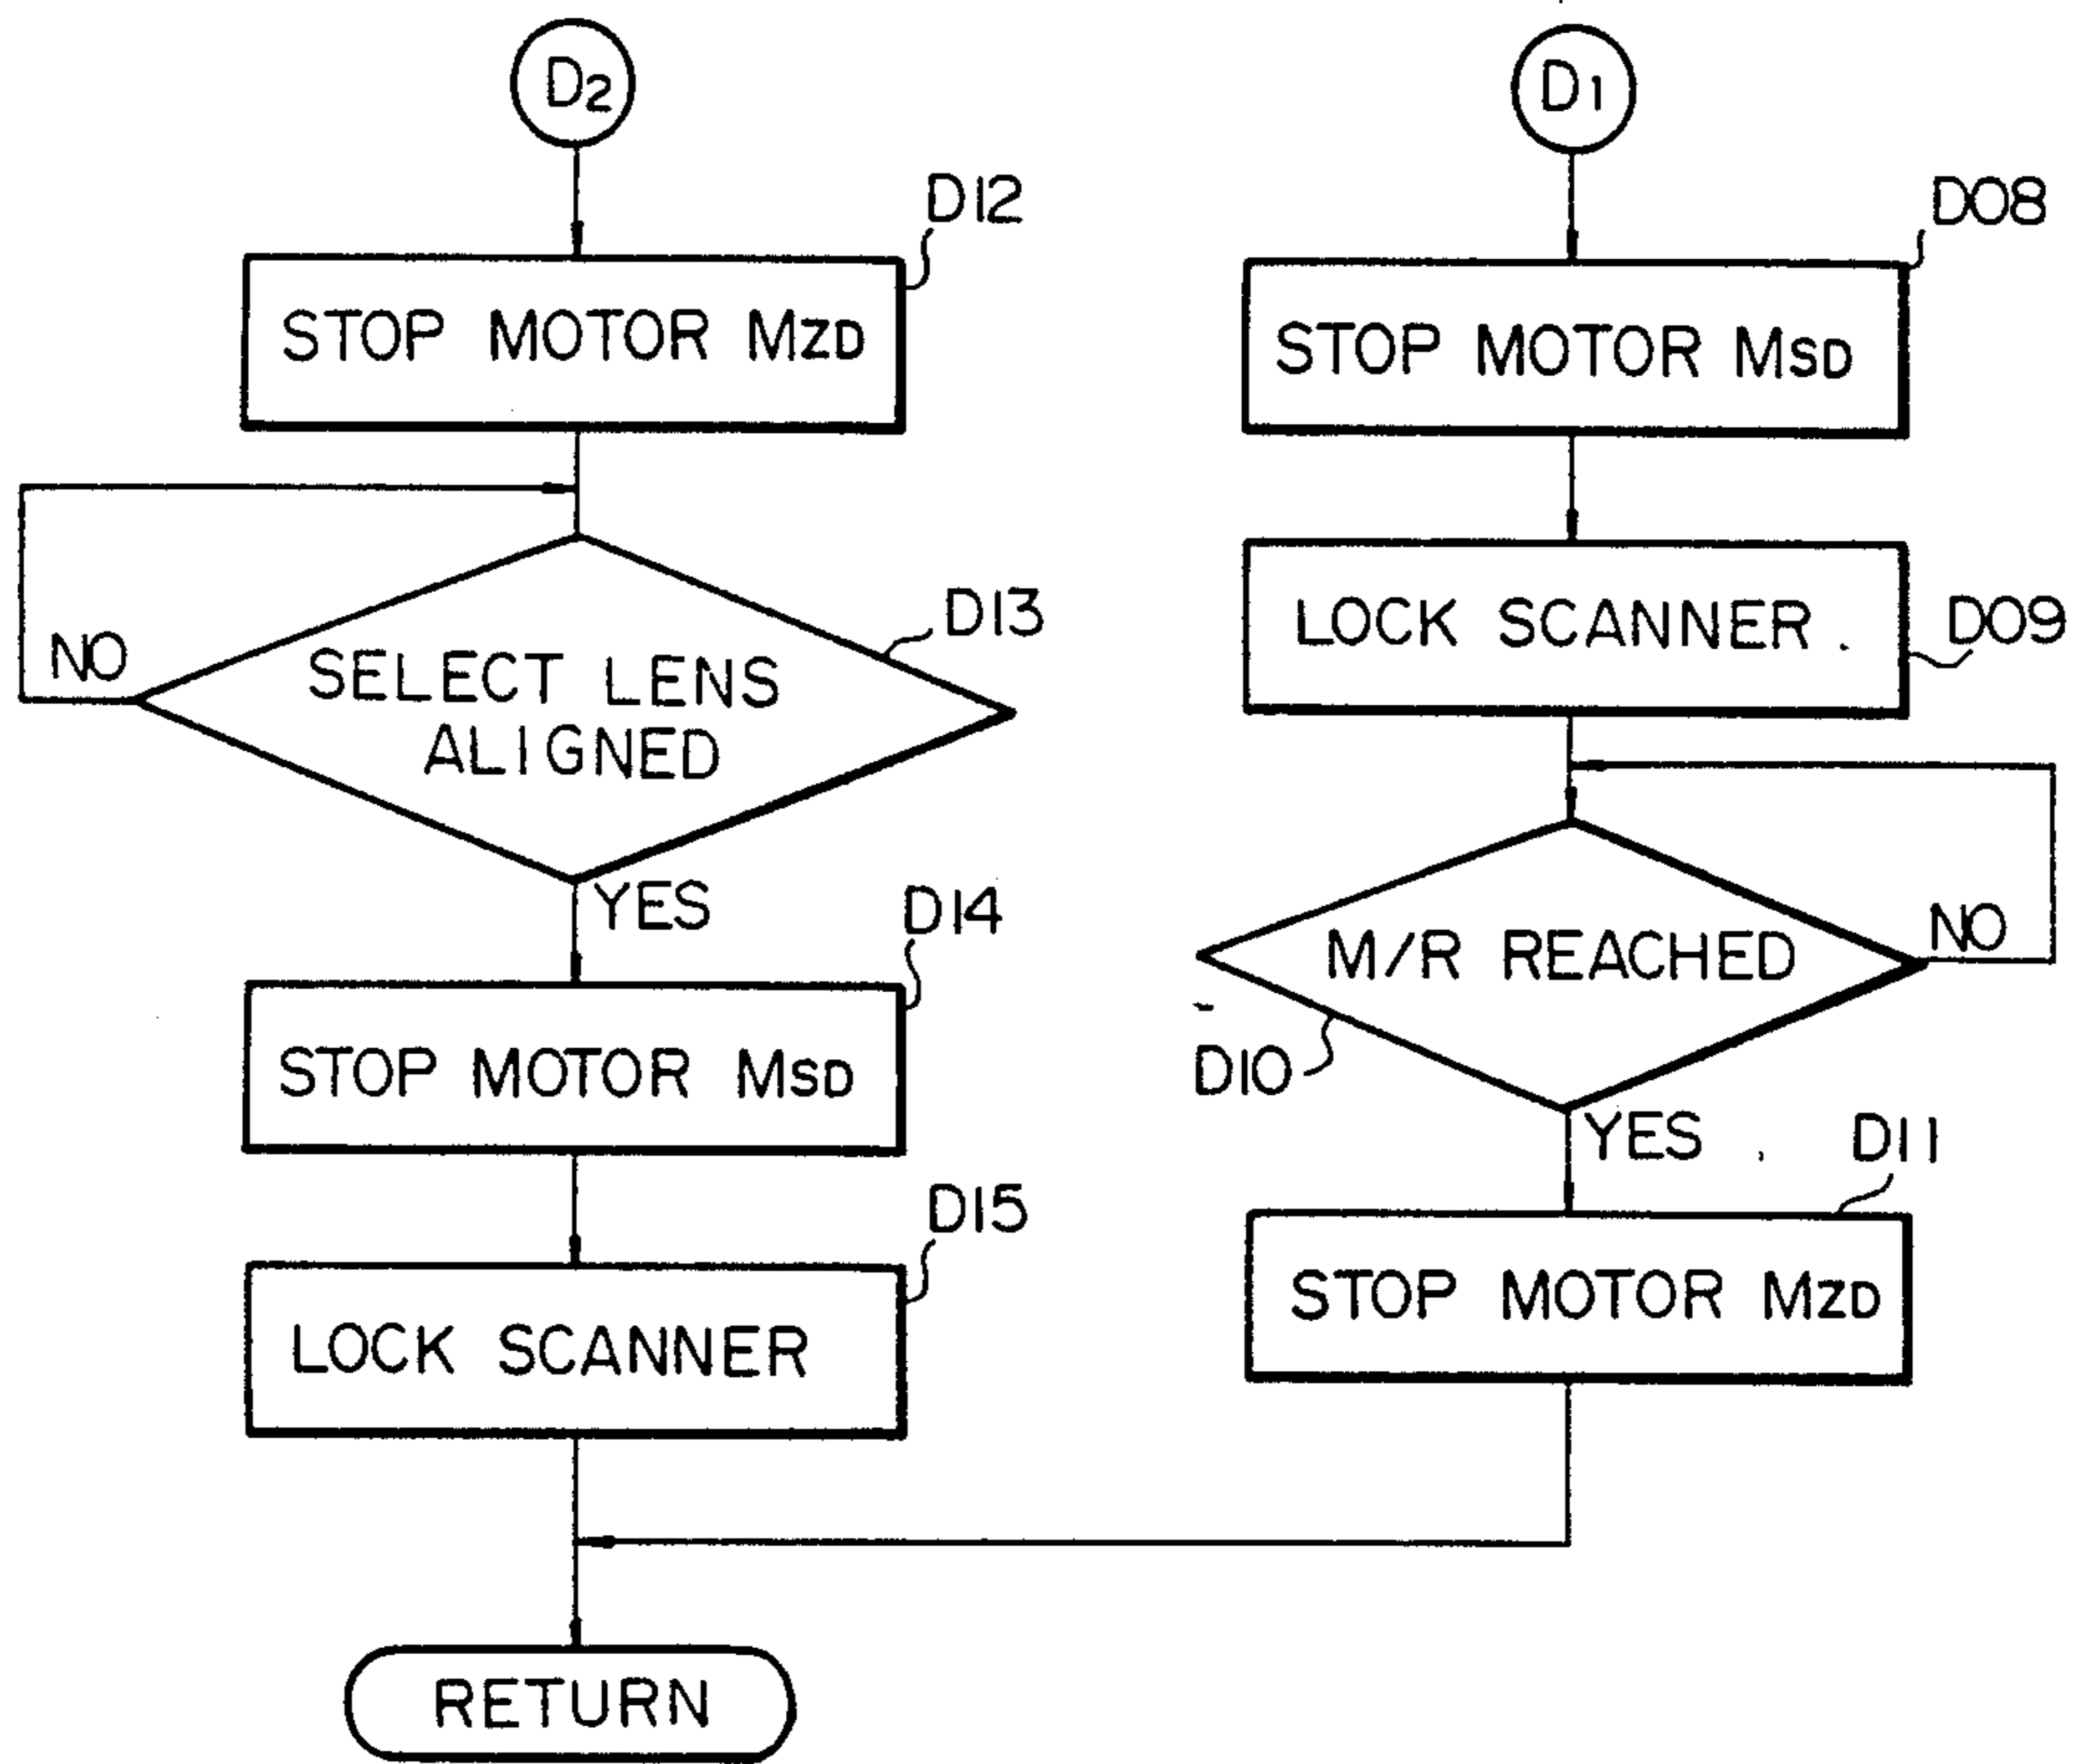 D2
D12
STOP MOTOR MZD
D13
NO
SELECT LENS
ALIGNED
YES
D14
STOP MOTOR MSD
D15
LOCK SCANNER
RETURN
D1
D08
STOP MOTOR MSD
LOCK SCANNER
D09
M/R REACHED
NO
D10
YES
D11
STOP MOTOR MZD